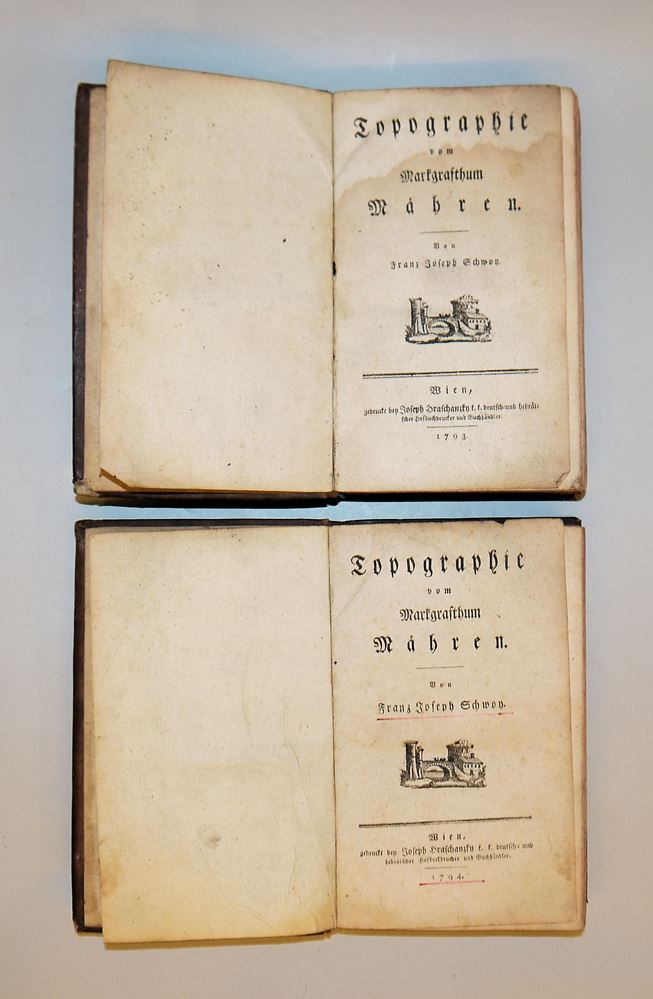 Topographie
vom
Markgrafthum
Mähren.
Von
Franz Joseph Schwoy.
Wien,
gedruckt bey Joseph Hraschanzky k. k. deutsch- und hebräi-
scher Hofbuchdrucker und Buchhändler.
1793
Topographie
vom
Markgrafthum
Mähren.
Von
Franz Joseph Schwoy.
Wien,
gedruckt bey Joseph Hraschanzky k. k. deutsch- und
hebräischer Hofbuchdrucker und Buchhändler.
1794.